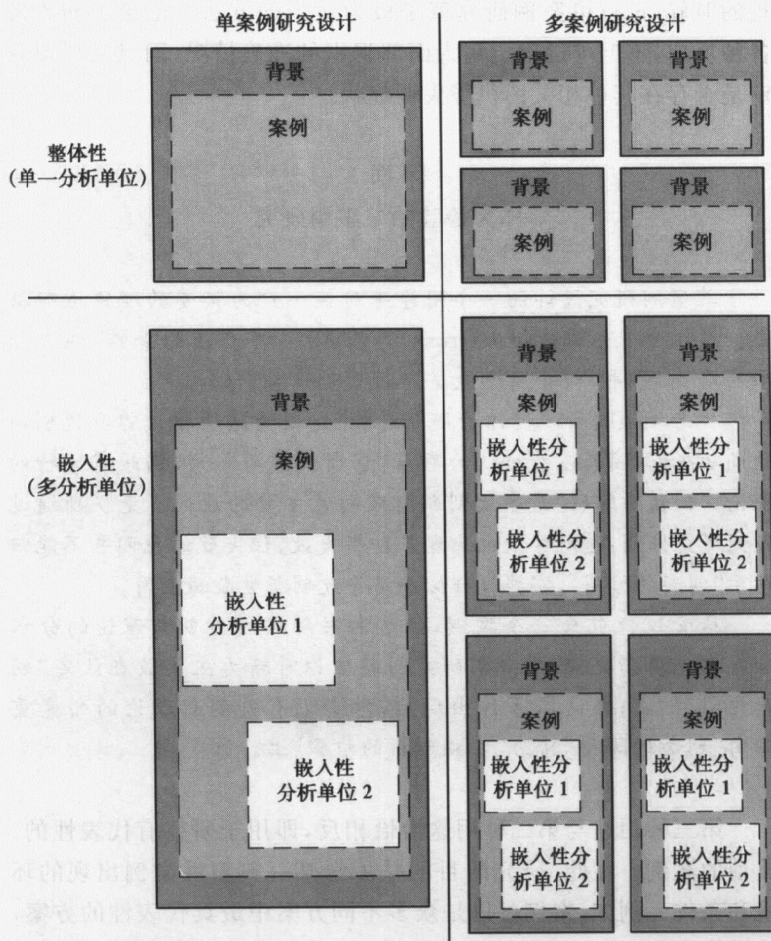 单案例研究设计
多案例研究设计
整体性
(单一分析单位)
背景
案例
背景
案例
背景
案例
背景
案例
背景
案例
嵌入性
(多分析单位)
背景
案例
嵌入性
分析单位 1
嵌入性
分析单位 2
背景
案例
嵌入性分
析单位 1
嵌入性分
析单位 2
背景
案例
嵌入性分
析单位 1
嵌入性分
析单位 2
背景
案例
嵌入性分
析单位 1
嵌入性分
析单位 2
背景
案例
嵌入性分
析单位 1
嵌入性分
析单位 2